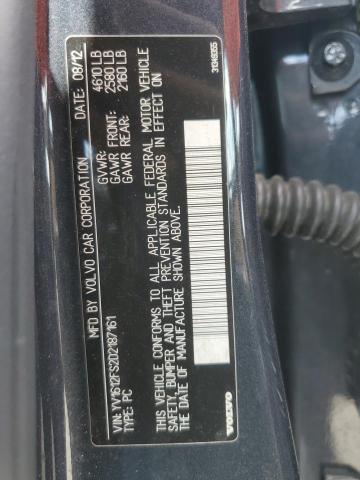 MFD BY VOLVO CAR CORPORATION DATE: 08/12
GVWR: 4610 LB
GAWR FRONT: 2580 LB
GAWR REAR: 2160 LB
VIN: YV1612FS2D2187161
TYPE: PC
THIS VEHICLE CONFORMS TO ALL APPLICABLE FEDERAL MOTOR VEHICLE
SAFETY, BUMPER AND THEFT PREVENTION STANDARDS IN EFFECT ON
THE DATE OF MANUFACTURE SHOWN ABOVE.
VOLVO